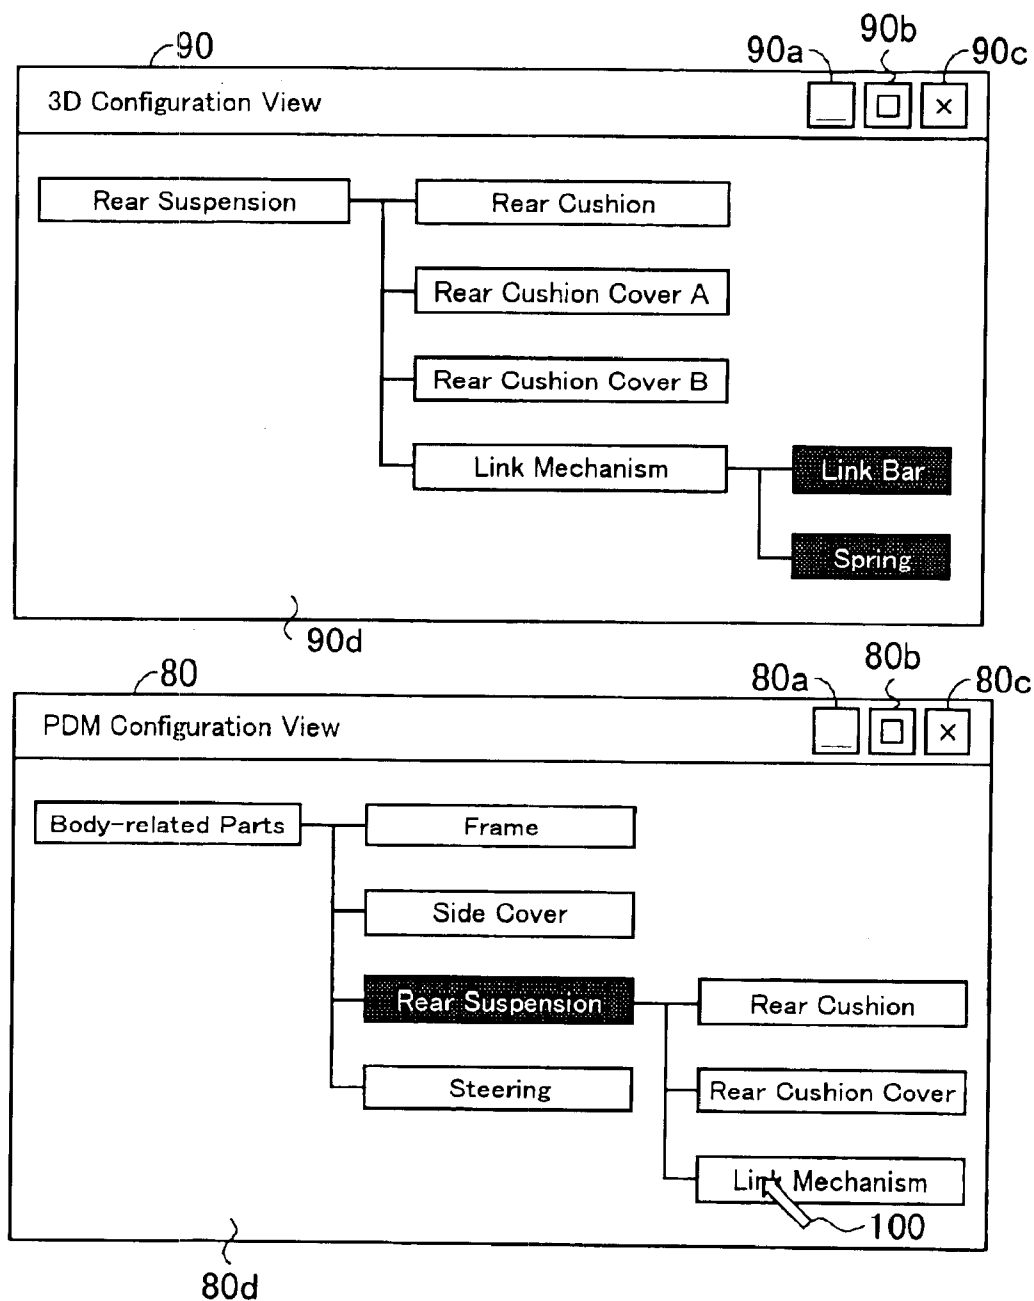 90
90a
90b
90c
3D Configuration View
_
□
×
Rear Suspension
Rear Cushion
Rear Cushion Cover A
Rear Cushion Cover B
Link Mechanism
Link Bar
Spring
90d
80
80a
80b
80c
PDM Configuration View
_
□
×
Body-related Parts
Frame
Side Cover
Rear Suspension
Rear Cushion
Steering
Rear Cushion Cover
Link Mechanism
100
80d